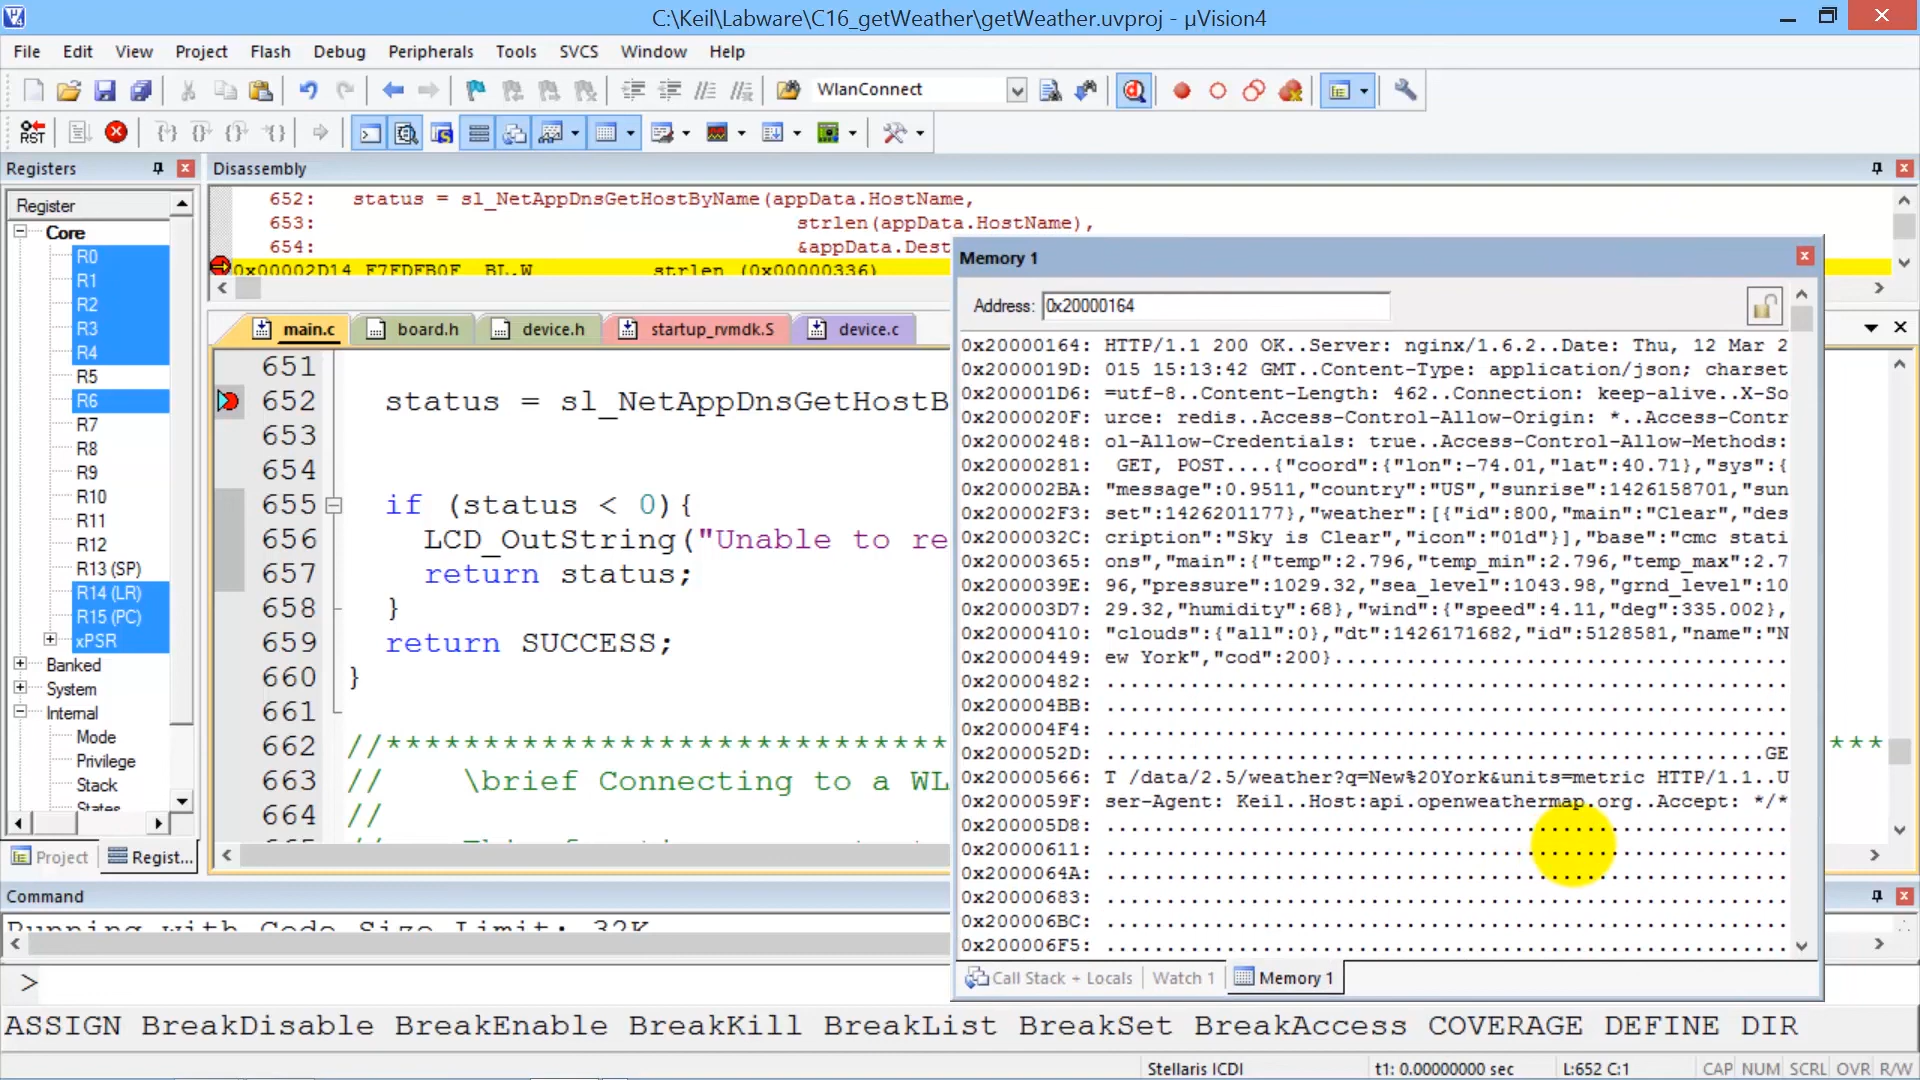 C:\Keil\Labware\C16_getWeather\getWeather.uvproj - µVision4
File Edit View Project Flash Debug Peripherals Tools SVCS Window Help
WlanConnect
RST
Registers
Disassembly
Register
Core
R0
R1
R2
R3
R4
R5
R6
R7
R8
R9
R10
R11
R12
R13 (SP)
R14 (LR)
R15 (PC)
xPSR
Banked
System
Internal
Mode
Privilege
Stack
States
Project Regist...
652: status = sl_NetAppDnsGetHostByName(appData.HostName,
653: strlen(appData.HostName),
654: &appData.Dest
0x00002D14 F7FDFB0F BL.W strlen (0x00000336)
main.c board.h device.h startup_rvmdk.S device.c
651
652 status = sl_NetAppDnsGetHostB
653
654
655 if (status < 0){
656 LCD_OutString("Unable to re
657 return status;
658 }
659 return SUCCESS;
660 }
661
662 //*****************************
***
663 // \brief Connecting to a WL
664 //
Memory 1
Address: 0x20000164
0x20000164: HTTP/1.1 200 OK..Server: nginx/1.6.2..Date: Thu, 12 Mar 2
0x2000019D: 015 15:13:42 GMT..Content-Type: application/json; charset
0x200001D6: =utf-8..Content-Length: 462..Connection: keep-alive..X-So
0x2000020F: urce: redis..Access-Control-Allow-Origin: *..Access-Contr
0x20000248: ol-Allow-Credentials: true..Access-Control-Allow-Methods:
0x20000281:  GET, POST....{"coord":{"lon":-74.01,"lat":40.71},"sys":{
0x200002BA: "message":0.9511,"country":"US","sunrise":1426158701,"sun
0x200002F3: set":1426201177},"weather":[{"id":800,"main":"Clear","des
0x2000032C: cription":"Sky is Clear","icon":"01d"}],"base":"cmc stati
0x20000365: ons","main":{"temp":2.796,"temp_min":2.796,"temp_max":2.7
0x2000039E: 96,"pressure":1029.32,"sea_level":1043.98,"grnd_level":10
0x200003D7: 29.32,"humidity":68},"wind":{"speed":4.11,"deg":335.002},
0x20000410: "clouds":{"all":0},"dt":1426171682,"id":5128581,"name":"N
0x20000449: ew York","cod":200}......................................
0x20000482: .........................................................
0x200004BB: .........................................................
0x200004F4: .........................................................
0x2000052D: .......................................................GE
0x20000566: T /data/2.5/weather?q=New%20York&units=metric HTTP/1.1..U
0x2000059F: ser-Agent: Keil..Host:api.openweathermap.org..Accept: */*
0x200005D8: .........................................................
0x20000611: .........................................................
0x2000064A: .........................................................
0x20000683: .........................................................
0x200006BC: .........................................................
0x200006F5: .........................................................
Call Stack + Locals Watch 1 Memory 1
Command
Running with Code Size Limit: 32K
>
ASSIGN BreakDisable BreakEnable BreakKill BreakList BreakSet BreakAccess COVERAGE DEFINE DIR
Stellaris ICDI t1: 0.00000000 sec L:652 C:1 CAP NUM SCRL OVR R/W